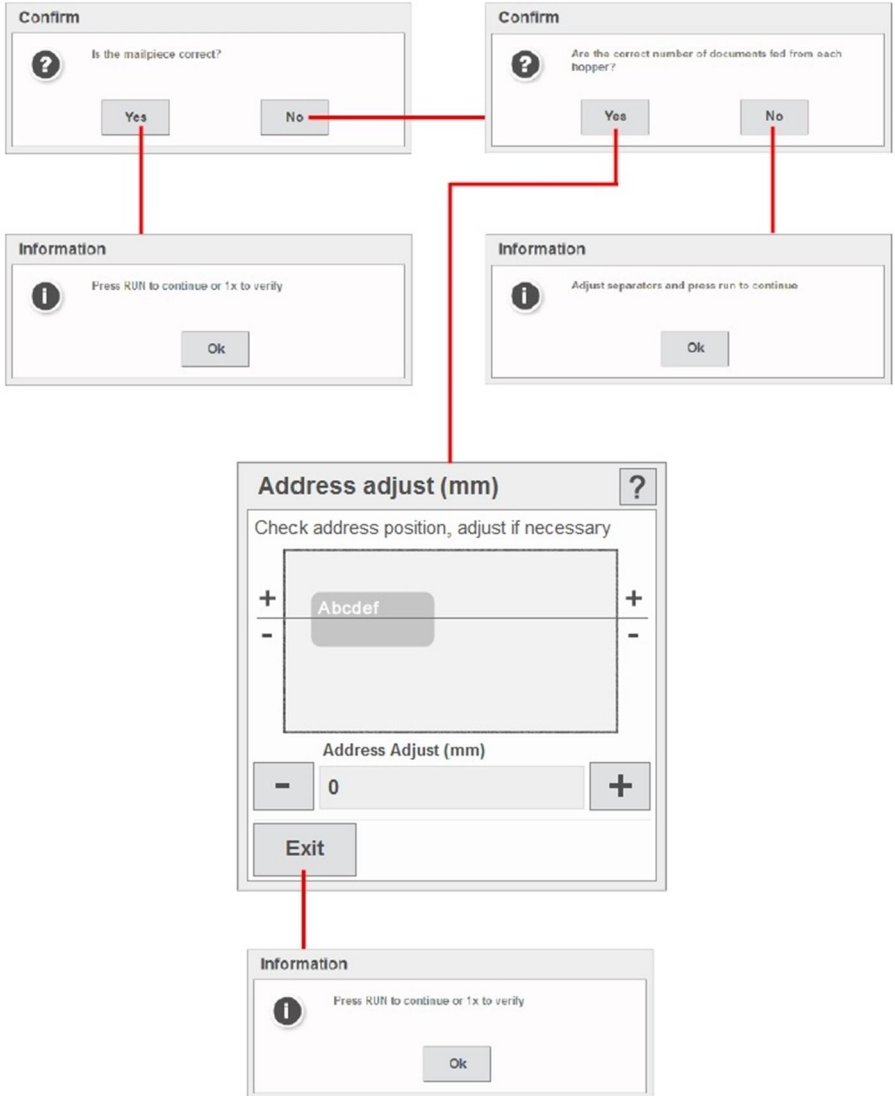 Confirm
?
Is the mailpiece correct?
Yes
No
Confirm
?
Are the correct number of documents fed from each
hopper?
Yes
No
Information
i
Press RUN to continue or 1x to verify
Ok
Information
i
Adjust separators and press run to continue
Ok
Address adjust (mm)
?
Check address position, adjust if necessary
+
-
Abcdef
+
-
Address Adjust (mm)
- 0 +
Exit
Information
i
Press RUN to continue or 1x to verify
Ok